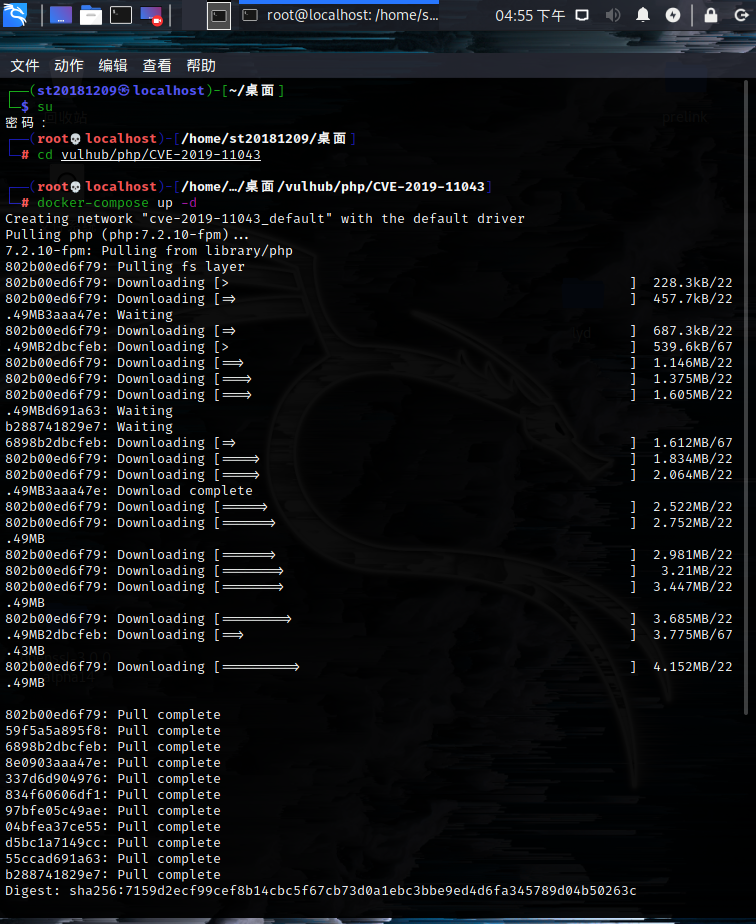 root@localhost: /home/s...
04:55 下午
文件 动作 编辑 查看 帮助
┌──(st20181209㉿localhost)-[~/桌面]
└─$ su
密码：
┌──(root💀localhost)-[/home/st20181209/桌面]
└─# cd vulhub/php/CVE-2019-11043
┌──(root💀localhost)-[/home/…/桌面/vulhub/php/CVE-2019-11043]
└─# docker-compose up -d
Creating network "cve-2019-11043_default" with the default driver
Pulling php (php:7.2.10-fpm)...
7.2.10-fpm: Pulling from library/php
802b00ed6f79: Pulling fs layer
802b00ed6f79: Downloading [> ] 228.3kB/22
802b00ed6f79: Downloading [=> ] 457.7kB/22
.49MB3aaa47e: Waiting
802b00ed6f79: Downloading [=> ] 687.3kB/22
.49MB2dbcfeb: Downloading [> ] 539.6kB/67
802b00ed6f79: Downloading [==> ] 1.146MB/22
802b00ed6f79: Downloading [===> ] 1.375MB/22
802b00ed6f79: Downloading [===> ] 1.605MB/22
.49MBd691a63: Waiting
b288741829e7: Waiting
6898b2dbcfeb: Downloading [=> ] 1.612MB/67
802b00ed6f79: Downloading [====> ] 1.834MB/22
802b00ed6f79: Downloading [====> ] 2.064MB/22
.49MB3aaa47e: Download complete
802b00ed6f79: Downloading [=====> ] 2.522MB/22
802b00ed6f79: Downloading [======> ] 2.752MB/22
.49MB
802b00ed6f79: Downloading [======> ] 2.981MB/22
802b00ed6f79: Downloading [=======> ] 3.21MB/22
802b00ed6f79: Downloading [=======> ] 3.447MB/22
.49MB
802b00ed6f79: Downloading [========> ] 3.685MB/22
.49MB2dbcfeb: Downloading [==> ] 3.775MB/67
.43MB
802b00ed6f79: Downloading [=========> ] 4.152MB/22
.49MB
802b00ed6f79: Pull complete
59f5a5a895f8: Pull complete
6898b2dbcfeb: Pull complete
8e0903aaa47e: Pull complete
337d6d904976: Pull complete
834f60606df1: Pull complete
97bfe05c49ae: Pull complete
04bfea37ce55: Pull complete
d5bc1a7149cc: Pull complete
55ccad691a63: Pull complete
b288741829e7: Pull complete
Digest: sha256:7159d2ecf99cef8b14cbc5f67cb73d0a1ebc3bbe9ed4d6fa345789d04b50263c